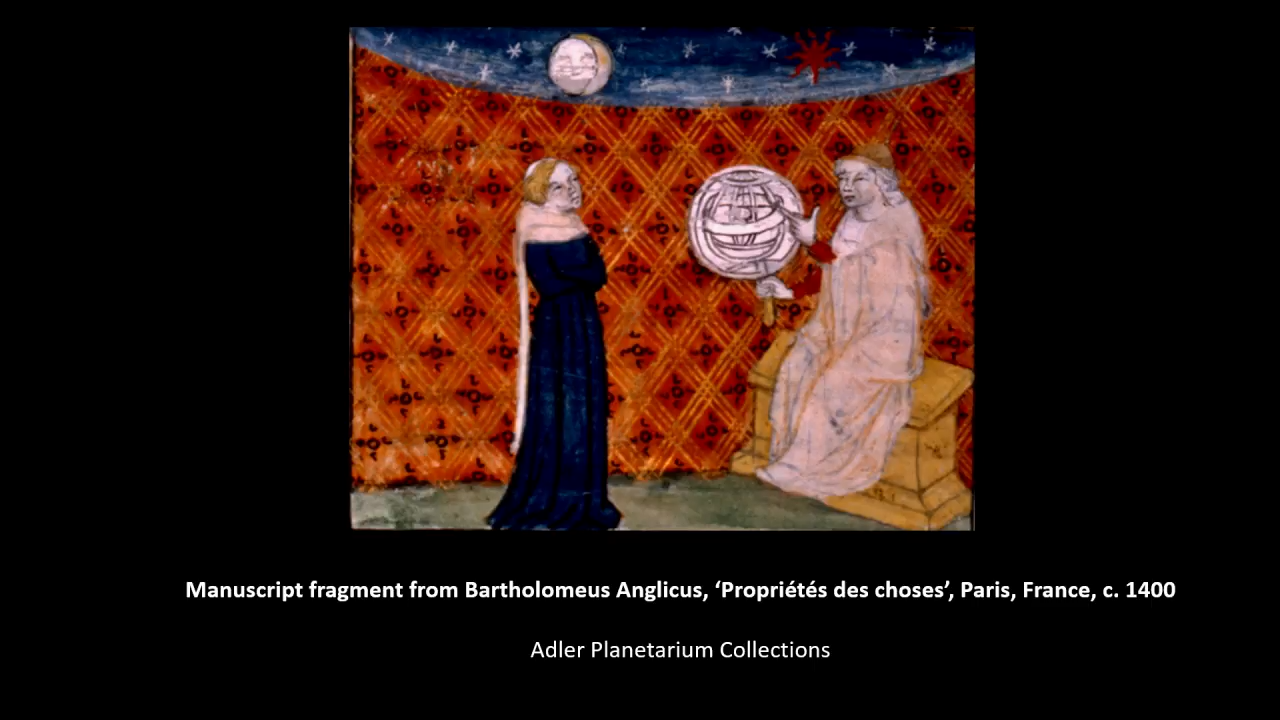 Manuscript fragment from Bartholomeus Anglicus, ‘Propriétés des choses’, Paris, France, c. 1400
Adler Planetarium Collections